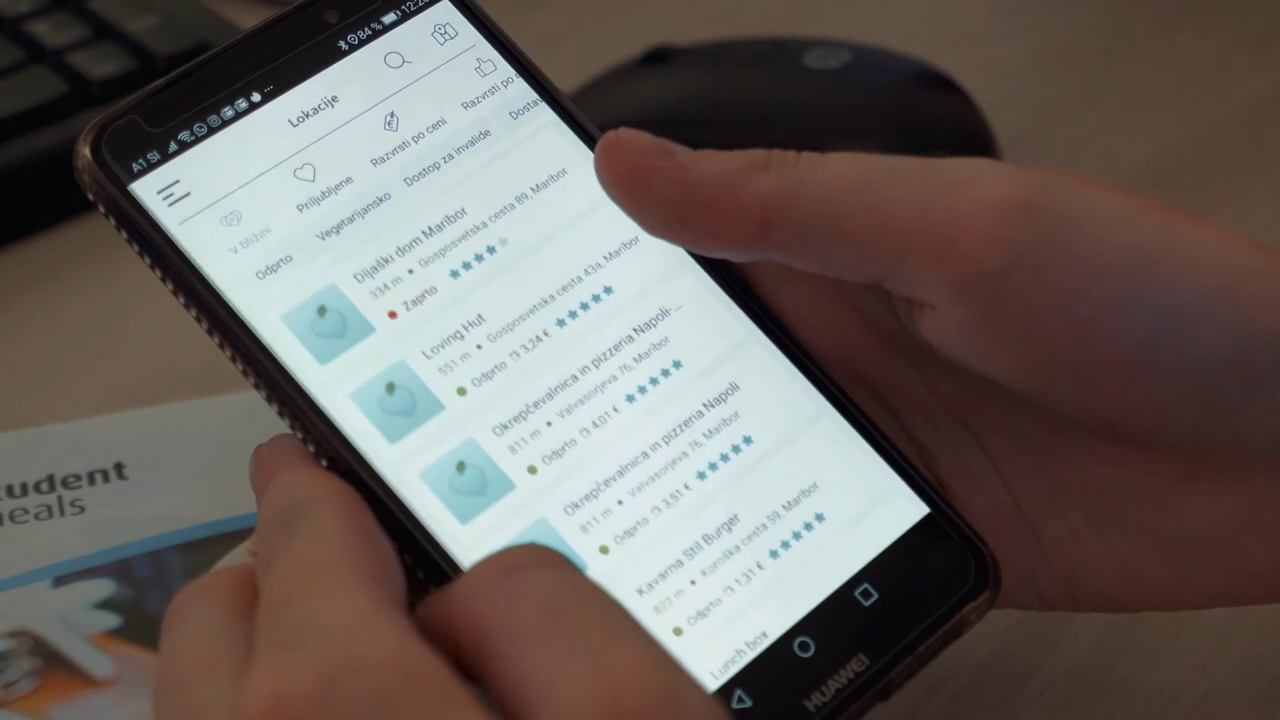 A1 SI
84 %
Lokacije
V bližini
Priljubljene
Razvrsti po ceni
Razvrsti po
Odprto
Vegetarijansko
Dostop za invalide
Dostav
Dijaški dom Maribor
334 m • Gosposvetska cesta 89, Maribor
Zaprto
Loving Hut
551 m • Gosposvetska cesta 43a, Maribor
Odprto 3,24 €
Okrepčevalnica in pizzeria Napoli-...
811 m • Valvasorjeva 76, Maribor
Odprto 4,01 €
Okrepčevalnica in pizzeria Napoli
811 m • Valvasorjeva 76, Maribor
Odprto 3,51 €
Kavarna Stil Burger
Koroška cesta 59, Maribor
Odprto 1,31 €
Lunch box
HUAWEI
tudent
eals